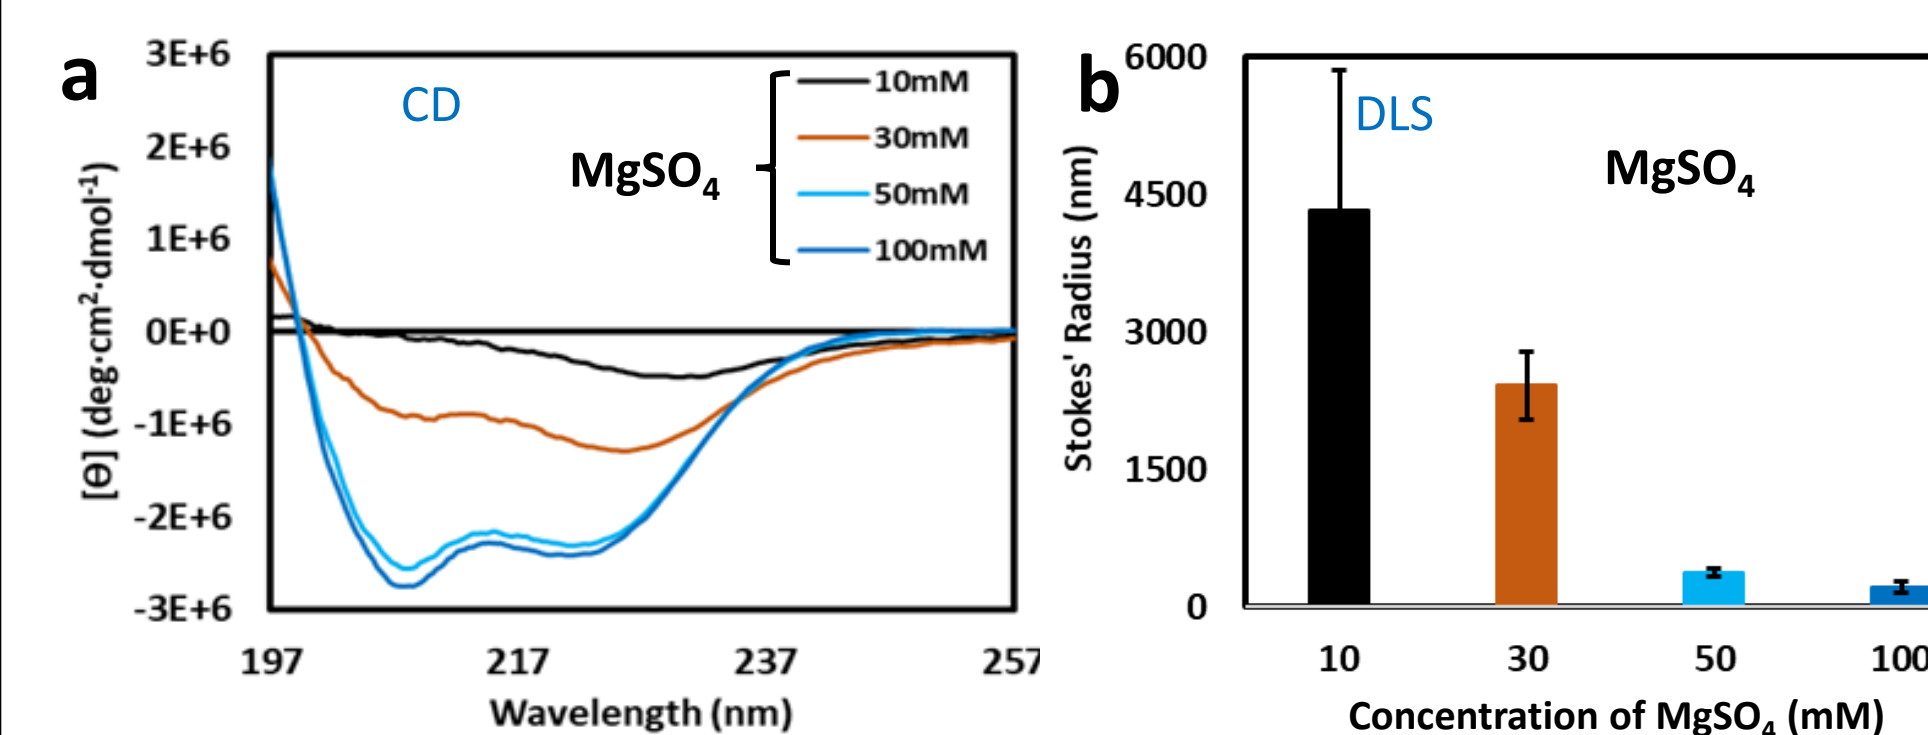 a
3E+6
2E+6
1E+6
0E+0
-1E+6
-2E+6
-3E+6
[Θ] (deg·cm²·dmol⁻¹)
CD
MgSO₄
10mM
30mM
50mM
100mM
197 217 237 257
Wavelength (nm)
b
6000
4500
3000
1500
0
Stokes' Radius (nm)
DLS
MgSO₄
10 30 50 100
Concentration of MgSO₄ (mM)